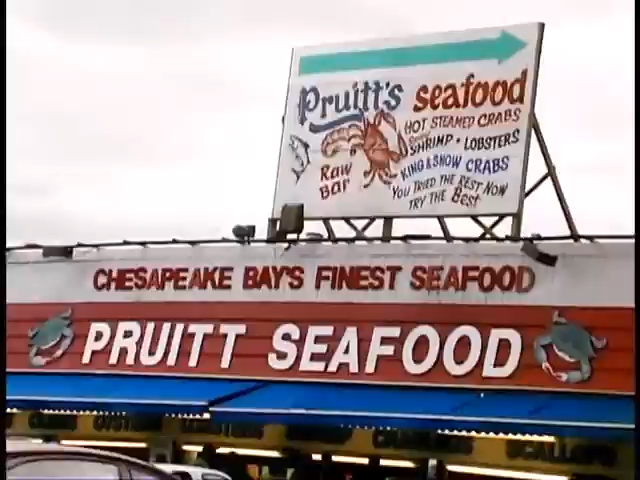 Pruitt's seafood
HOT STEAMED CRABS
SHRIMP • LOBSTERS
KING & SNOW CRABS
Raw
Bar
YOU TRIED THE REST NOW
TRY THE BEST
CHESAPEAKE BAY'S FINEST SEAFOOD
PRUITT SEAFOOD